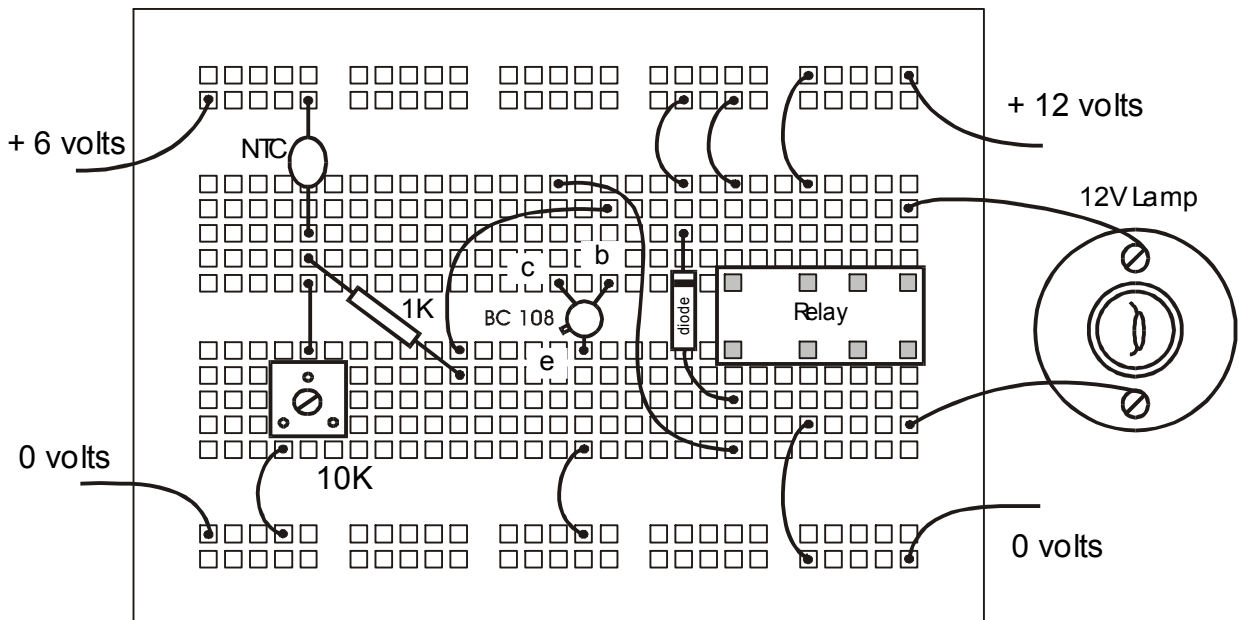 + 6 volts
NTC
+ 12 volts
12V Lamp
c
b
1K
BC 108
diode
Relay
e
0 volts
10K
0 volts